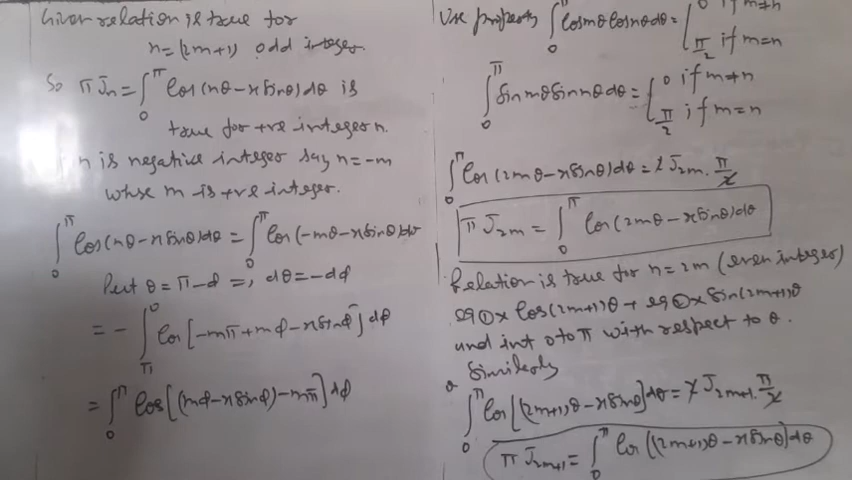 Given relation is true for
n = (2m+1) odd integer.
So πJn = ∫₀^π cos(nθ - x sinθ)dθ is
true for +ve integer n.
n is negative integer say n = -m
whose m is +ve integer.
∫₀^π cos(nθ - x sinθ)dθ = ∫₀^π cos(-mθ - x sinθ)dθ
Put θ = π - ϕ =, dθ = -dϕ
= - ∫_π^0 cos[-mπ + mϕ - x sinϕ]dϕ
= ∫₀^π cos[(mϕ - x sinϕ) - mπ]dϕ
Use property ∫₀^π cos mθ cos nθ dθ = { 0 if m≠n
π/2 if m=n
∫₀^π sin mθ sin nθ dθ = { 0 if m≠n
π/2 if m=n
∫₀^π cos(2mθ - x sinθ)dθ = 2 J2m · π/2
πJ2m = ∫₀^π cos(2mθ - x sinθ)dθ
Relation is true for n = 2m (even integer)
eq① x cos(2m+1)θ + eq② x sin(2m+1)θ
and int 0 to π with respect to θ.
Similarly
∫₀^π cos[(2m+1)θ - x sinθ]dθ = 2 J2m+1 · π/2
πJ2m+1 = ∫₀^π cos((2m+1)θ - x sinθ)dθ